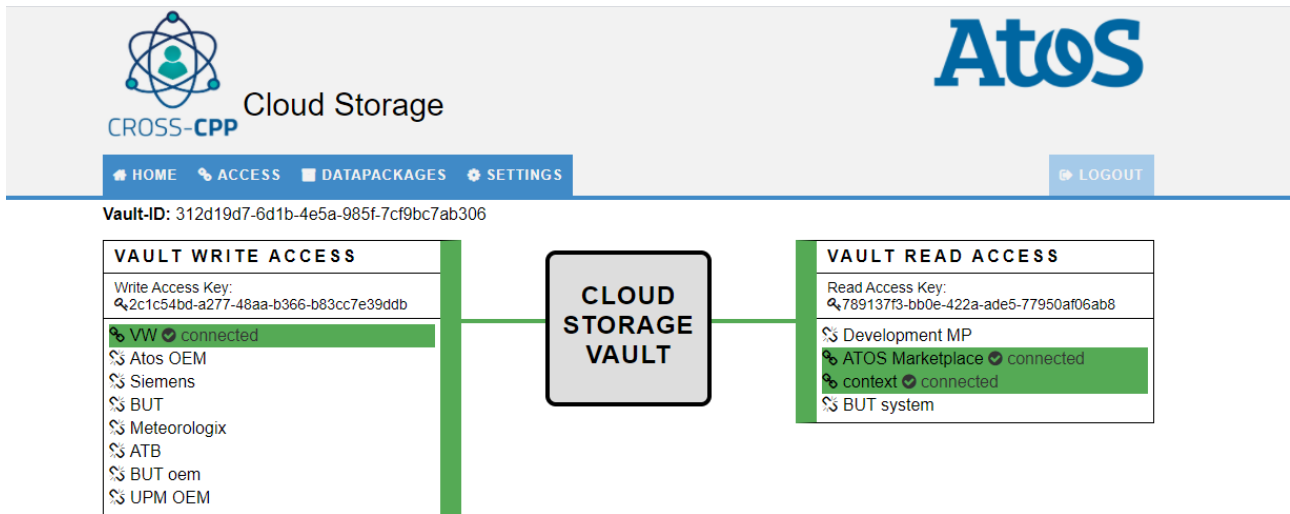 AtoS
CROSS-CPP
Cloud Storage
HOME ACCESS DATAPACKAGES SETTINGS LOGOUT
Vault-ID: 312d19d7-6d1b-4e5a-985f-7cf9bc7ab306
VAULT WRITE ACCESS
Write Access Key:
2c1c54bd-a277-48aa-b366-b83cc7e39ddb
VW connected
Atos OEM
Siemens
BUT
Meteorologix
ATB
BUT oem
UPM OEM
CLOUD
STORAGE
VAULT
VAULT READ ACCESS
Read Access Key:
789137f3-bb0e-422a-ade5-77950af06ab8
Development MP
ATOS Marketplace connected
context connected
BUT system